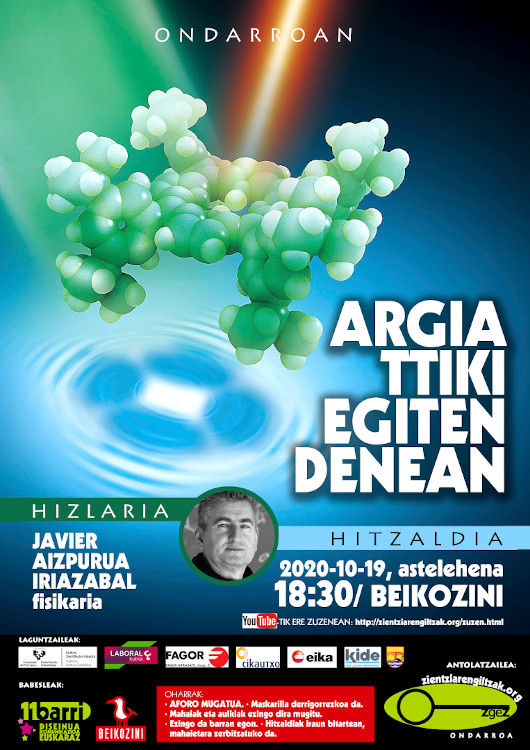 ONDARROAN
ARGIA
TTIKI
EGITEN
DENEAN
HIZLARIA
JAVIER
AIZPURUA
IRIAZABAL
fisikaria
HITZALDIA
2020-10-19, astelehena
18:30/ BEIKOZINI
YouTube-TIK ERE ZUZENEAN: http://zientziarengiltzak.org/zuzen.html
LAGUNTZAILEAK:
LABORAL kutxa
FAGOR
cikautxo
eika
kide
ANTOLATZAILEA:
zientziarengiltzak.org
zgez
ONDARROA
BABESLEAK:
11barri
DISEINUA
KOMUNIKAZIOA
EUSKARAZ
BEIKOZINI
OHARRAK:
· AFORO MUGATUA. · Maskarilla derrigorrezkoa da.
· Mahaiak eta aulkiak ezingo dira mugitu.
· Ezingo da barran egon. · Hitzaldiak iraun bitartean,
mahaietara zerbitzatuko da.